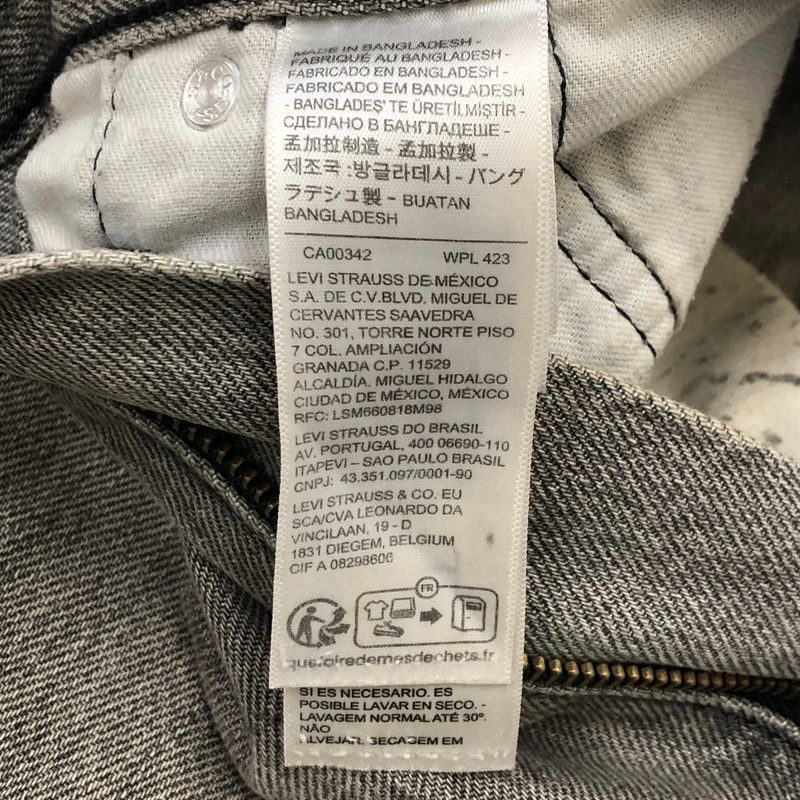 MADE IN BANGLADESH -
FABRIQUÉ AU BANGLADESH -
FABRICADO EN BANGLADESH -
FABRICADO EM BANGLADESH
- BANGLADEŞ' TE ÜRETİLMİŞTİR -
СДЕЛАНО В БАНГЛАДЕШЕ -
孟加拉制造 - 孟加拉製 -
제조국 :방글라데시 - バング
ラデシュ製 - BUATAN
BANGLADESH
CA00342 WPL 423
LEVI STRAUSS DE MÉXICO
S.A. DE C.V.BLVD. MIGUEL DE
CERVANTES SAAVEDRA
NO. 301, TORRE NORTE PISO
7 COL. AMPLIACIÓN
GRANADA C.P. 11529
ALCALDÍA. MIGUEL HIDALGO
CIUDAD DE MÉXICO, MÉXICO
RFC: LSM660818M98
LEVI STRAUSS DO BRASIL
AV. PORTUGAL, 400 06690-110
ITAPEVI – SAO PAULO BRASIL
CNPJ: 43.351.097/0001-90
LEVI STRAUSS & CO. EU
SCA/CVA LEONARDO DA
VINCILAAN, 19 - D
1831 DIEGEM, BELGIUM
CIF A 08298606
FR
quefairedemesdechets.fr
SI ES NECESARIO. ES
POSIBLE LAVAR EN SECO. -
LAVAGEM NORMAL ATÉ 30º.
NÃO
ALVEJAR. SECAGEM EM